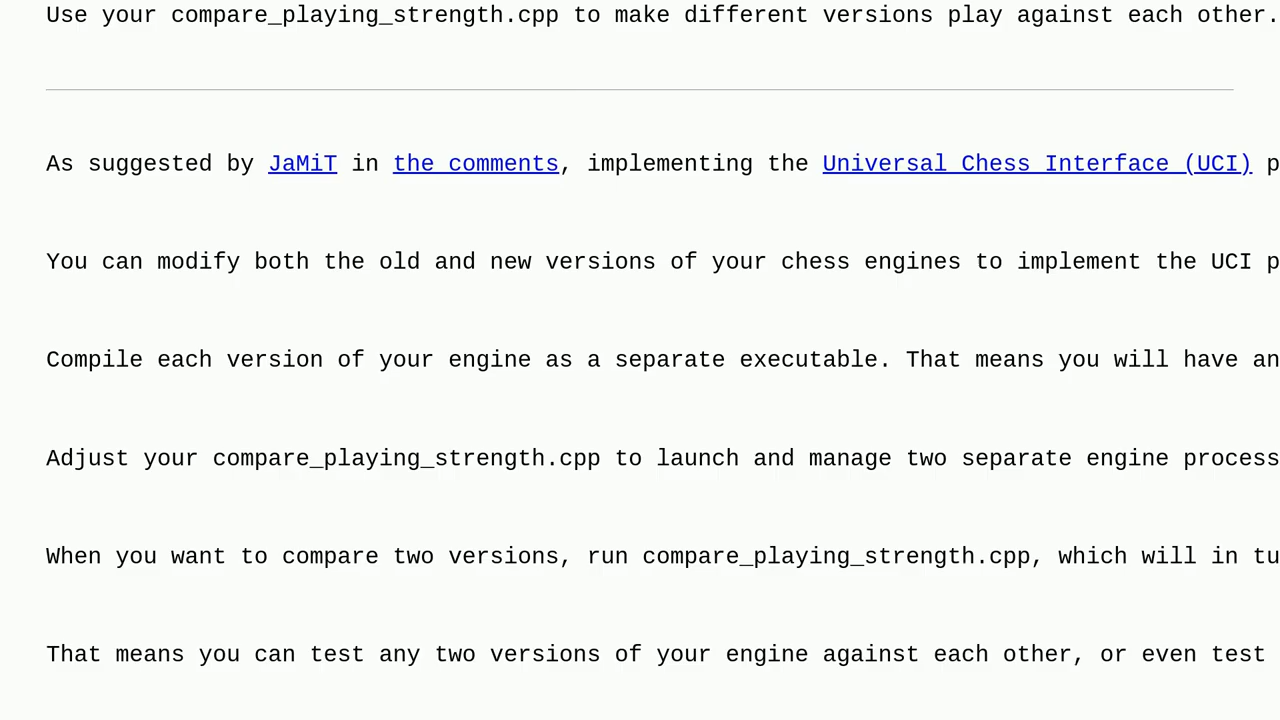 Use your compare_playing_strength.cpp to make different versions play against each other.
As suggested by JaMiT in the comments, implementing the Universal Chess Interface (UCI) p
You can modify both the old and new versions of your chess engines to implement the UCI p
Compile each version of your engine as a separate executable. That means you will have an
Adjust your compare_playing_strength.cpp to launch and manage two separate engine process
When you want to compare two versions, run compare_playing_strength.cpp, which will in tu
That means you can test any two versions of your engine against each other, or even test